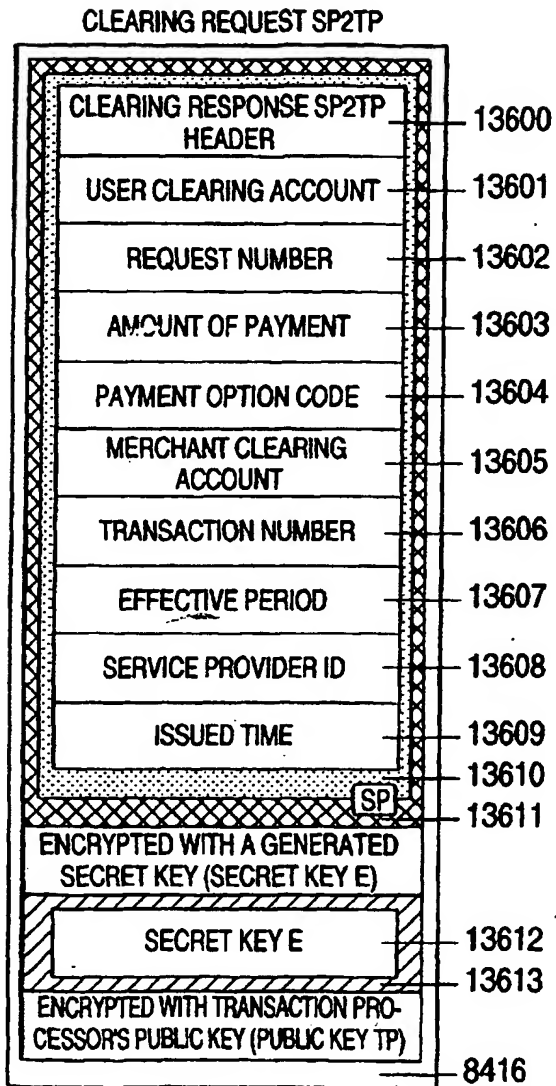 CLEARING REQUEST SP2TP
CLEARING RESPONSE SP2TP
HEADER
13600
USER CLEARING ACCOUNT
13601
REQUEST NUMBER
13602
AMOUNT OF PAYMENT
13603
PAYMENT OPTION CODE
13604
MERCHANT CLEARING
ACCOUNT
13605
TRANSACTION NUMBER
13606
EFFECTIVE PERIOD
13607
SERVICE PROVIDER ID
13608
ISSUED TIME
13609
13610
SP
13611
ENCRYPTED WITH A GENERATED
SECRET KEY (SECRET KEY E)
SECRET KEY E
13612
13613
ENCRYPTED WITH TRANSACTION PRO-
CESSOR'S PUBLIC KEY (PUBLIC KEY TP)
8416